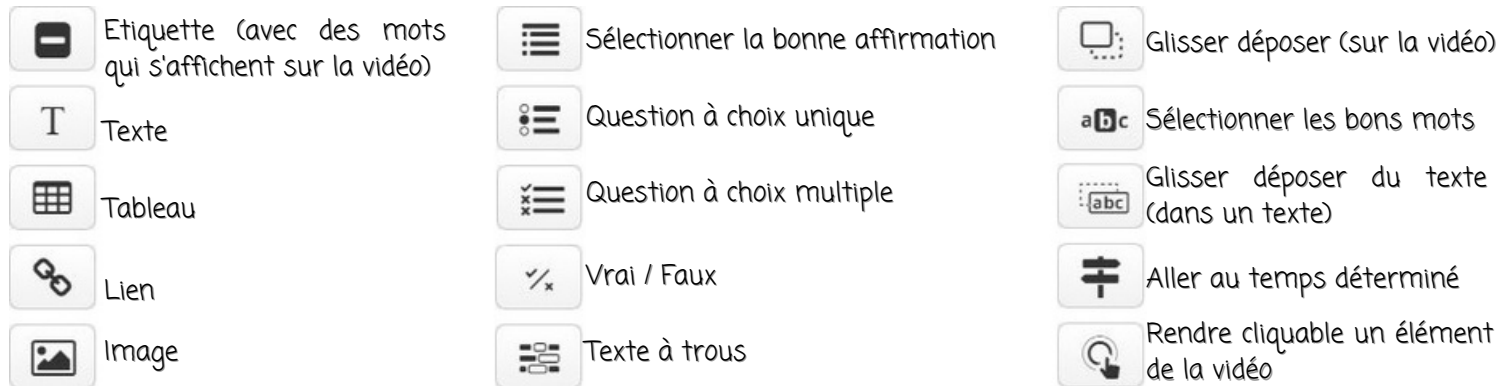 Etiquette (avec des mots
qui s'affichent sur la vidéo)
T
Texte
Tableau
Lien
Image
Sélectionner la bonne affirmation
Question à choix unique
Question à choix multiple
Vrai / Faux
Texte à trous
Glisser déposer (sur la vidéo)
abc
Sélectionner les bons mots
abc
Glisser déposer du texte
(dans un texte)
Aller au temps déterminé
Rendre cliquable un élément
de la vidéo